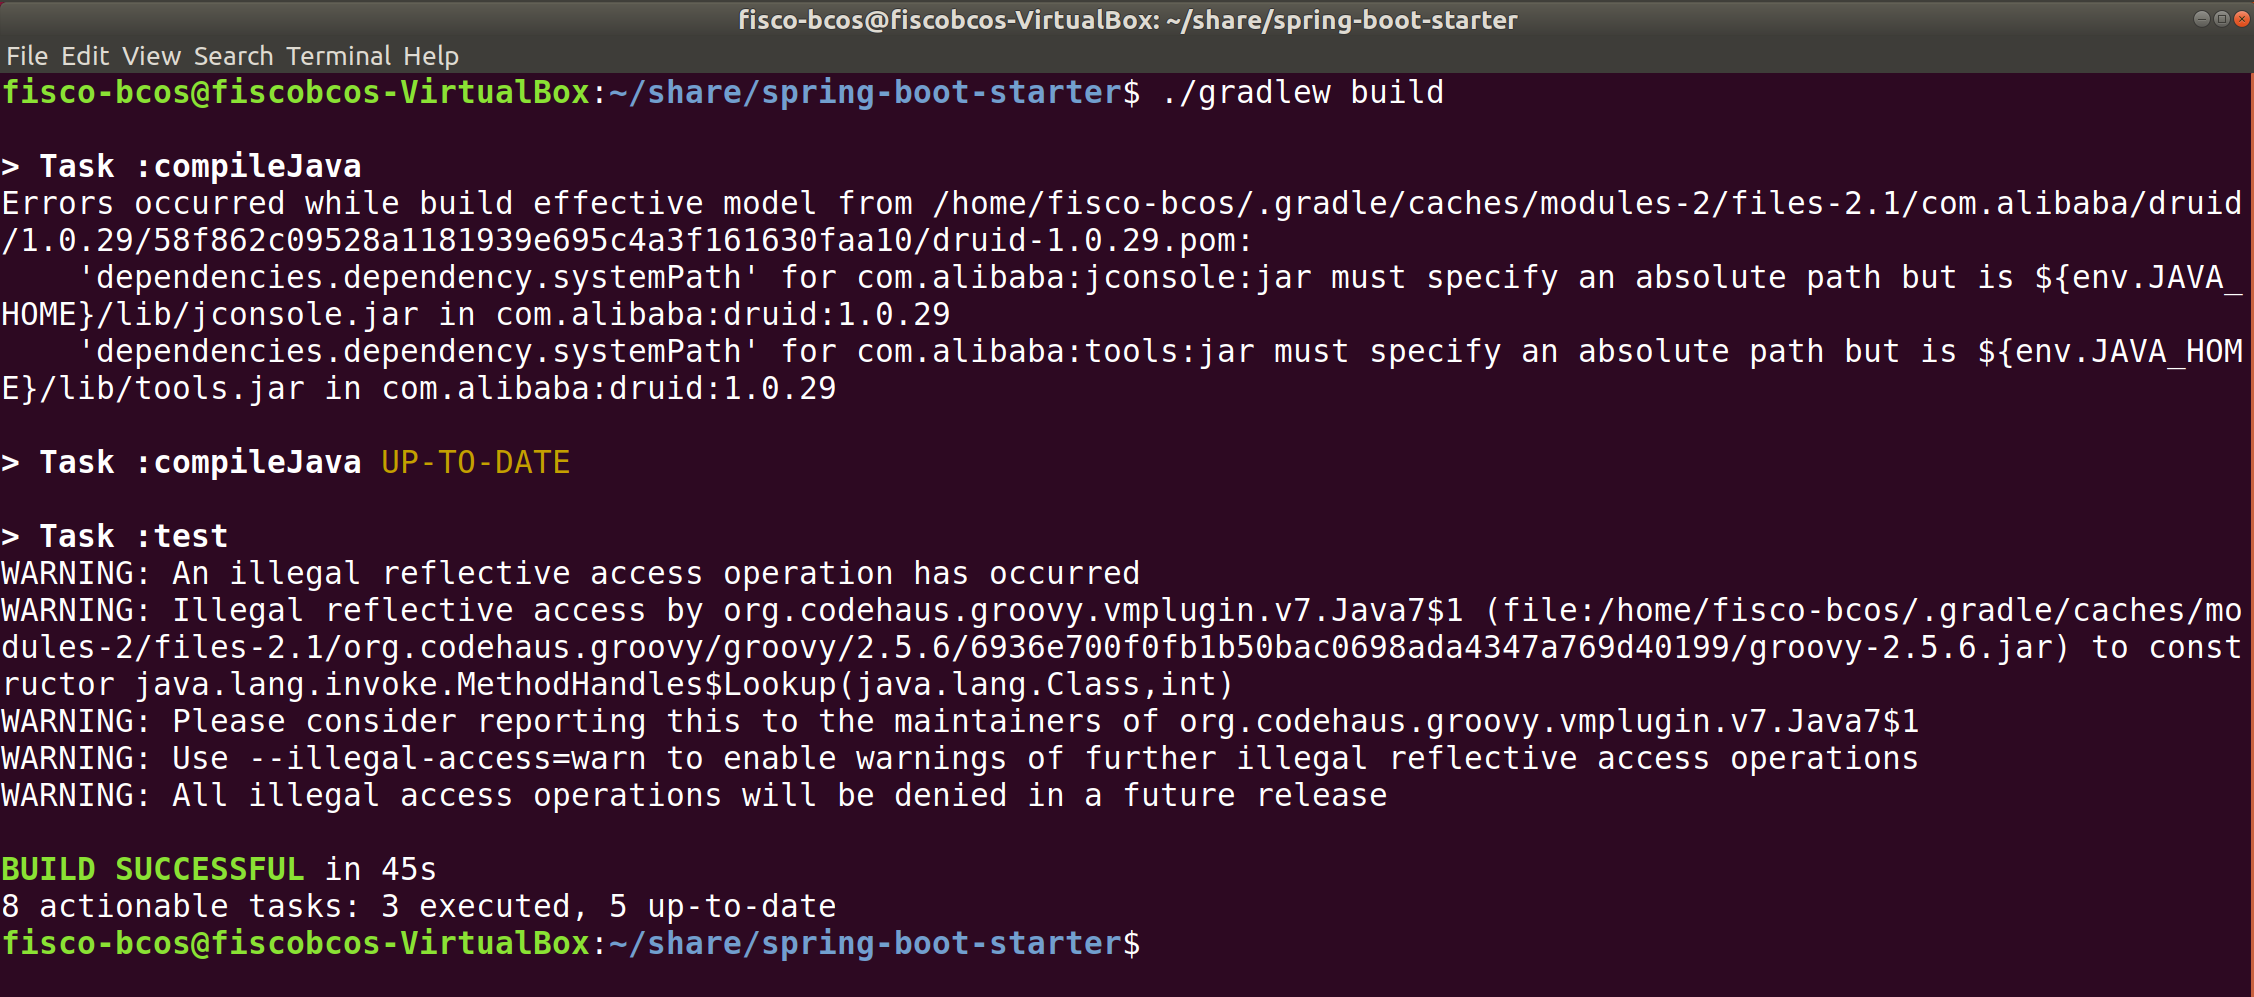 fisco-bcos@fiscobcos-VirtualBox: ~/share/spring-boot-starter
File Edit View Search Terminal Help
fisco-bcos@fiscobcos-VirtualBox:~/share/spring-boot-starter$ ./gradlew build
> Task :compileJava
Errors occurred while build effective model from /home/fisco-bcos/.gradle/caches/modules-2/files-2.1/com.alibaba/druid
/1.0.29/58f862c09528a1181939e695c4a3f161630faa10/druid-1.0.29.pom:
    'dependencies.dependency.systemPath' for com.alibaba:jconsole:jar must specify an absolute path but is ${env.JAVA_
HOME}/lib/jconsole.jar in com.alibaba:druid:1.0.29
    'dependencies.dependency.systemPath' for com.alibaba:tools:jar must specify an absolute path but is ${env.JAVA_HOM
E}/lib/tools.jar in com.alibaba:druid:1.0.29
> Task :compileJava UP-TO-DATE
> Task :test
WARNING: An illegal reflective access operation has occurred
WARNING: Illegal reflective access by org.codehaus.groovy.vmplugin.v7.Java7$1 (file:/home/fisco-bcos/.gradle/caches/mo
dules-2/files-2.1/org.codehaus.groovy/groovy/2.5.6/6936e700f0fb1b50bac0698ada4347a769d40199/groovy-2.5.6.jar) to const
ructor java.lang.invoke.MethodHandles$Lookup(java.lang.Class,int)
WARNING: Please consider reporting this to the maintainers of org.codehaus.groovy.vmplugin.v7.Java7$1
WARNING: Use --illegal-access=warn to enable warnings of further illegal reflective access operations
WARNING: All illegal access operations will be denied in a future release
BUILD SUCCESSFUL in 45s
8 actionable tasks: 3 executed, 5 up-to-date
fisco-bcos@fiscobcos-VirtualBox:~/share/spring-boot-starter$